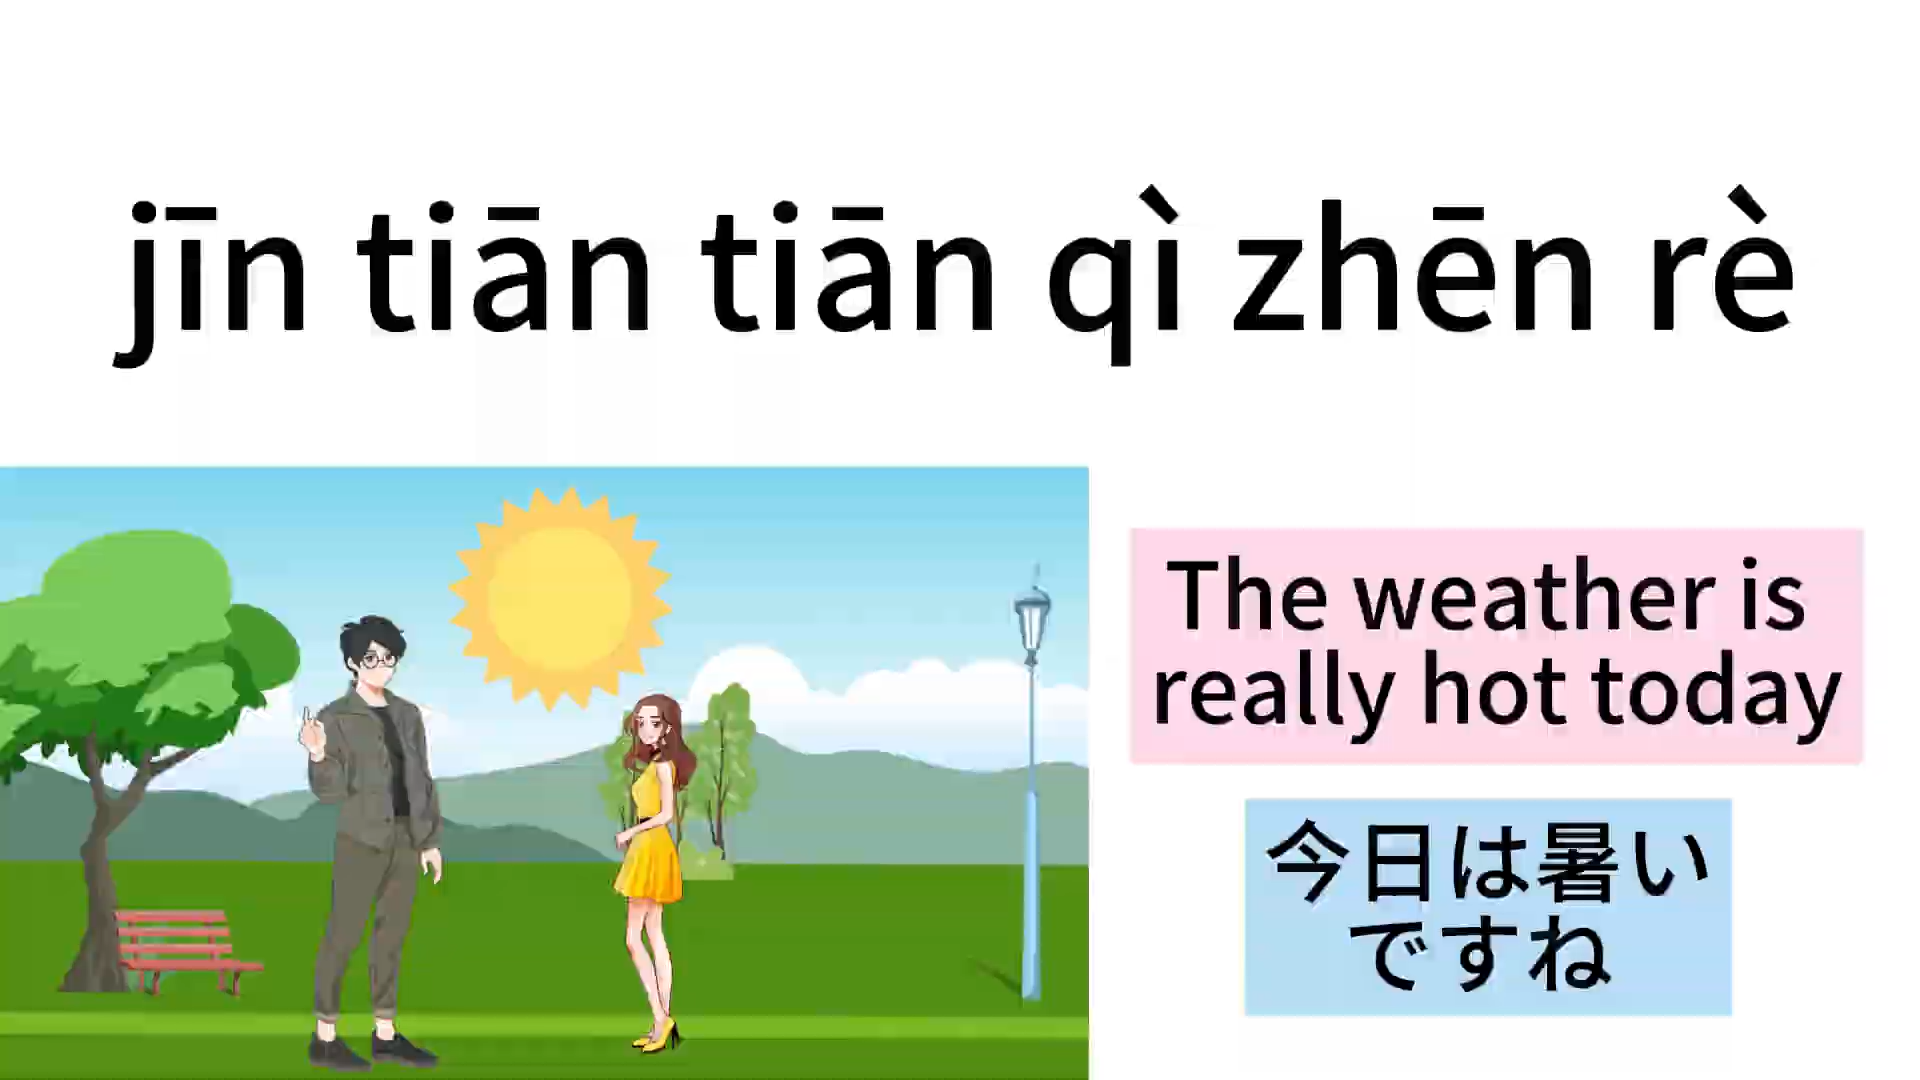 jīn tiān tiān qì zhēn rè
The weather is
really hot today
今日は暑い
ですね